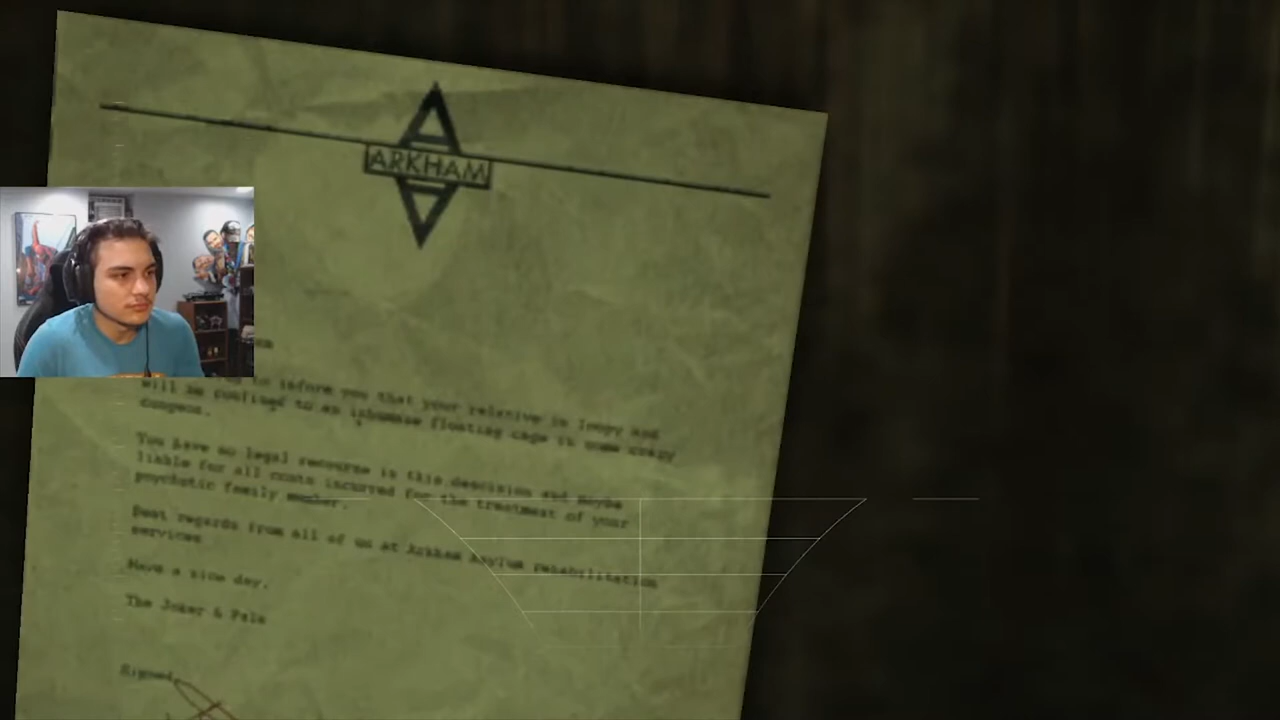 ARKHAM
to inform you that your relative is loopy and
will be confined to an inhumane floating cage in some crazy
dungeon.
You have no legal recourse in this descision and maybe
liable for all costs incurred for the treatment of your
psychotic family member.
Best regards from all of us at Arkham Asylum rehabilitation
services
Have a nice day.
The Joker & Pals
Signed,